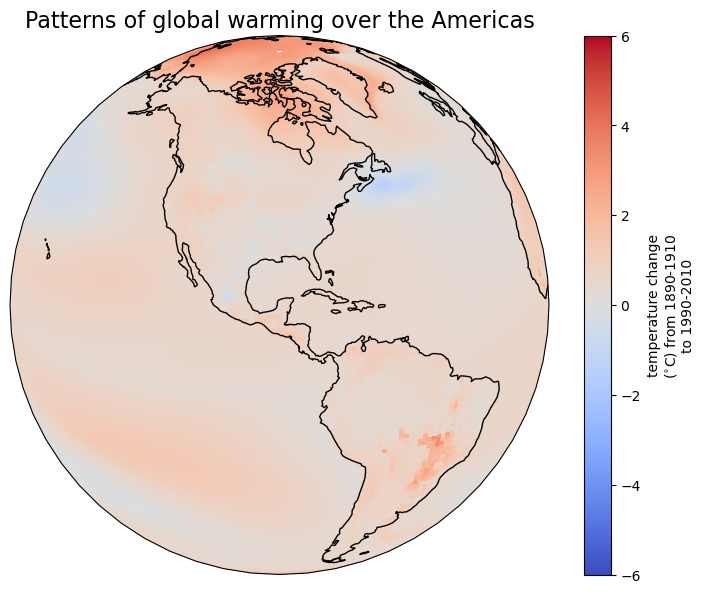 Patterns of global warming over the Americas
6
4
2
0
−2
−4
−6
temperature change
(°C) from 1890-1910
to 1990-2010